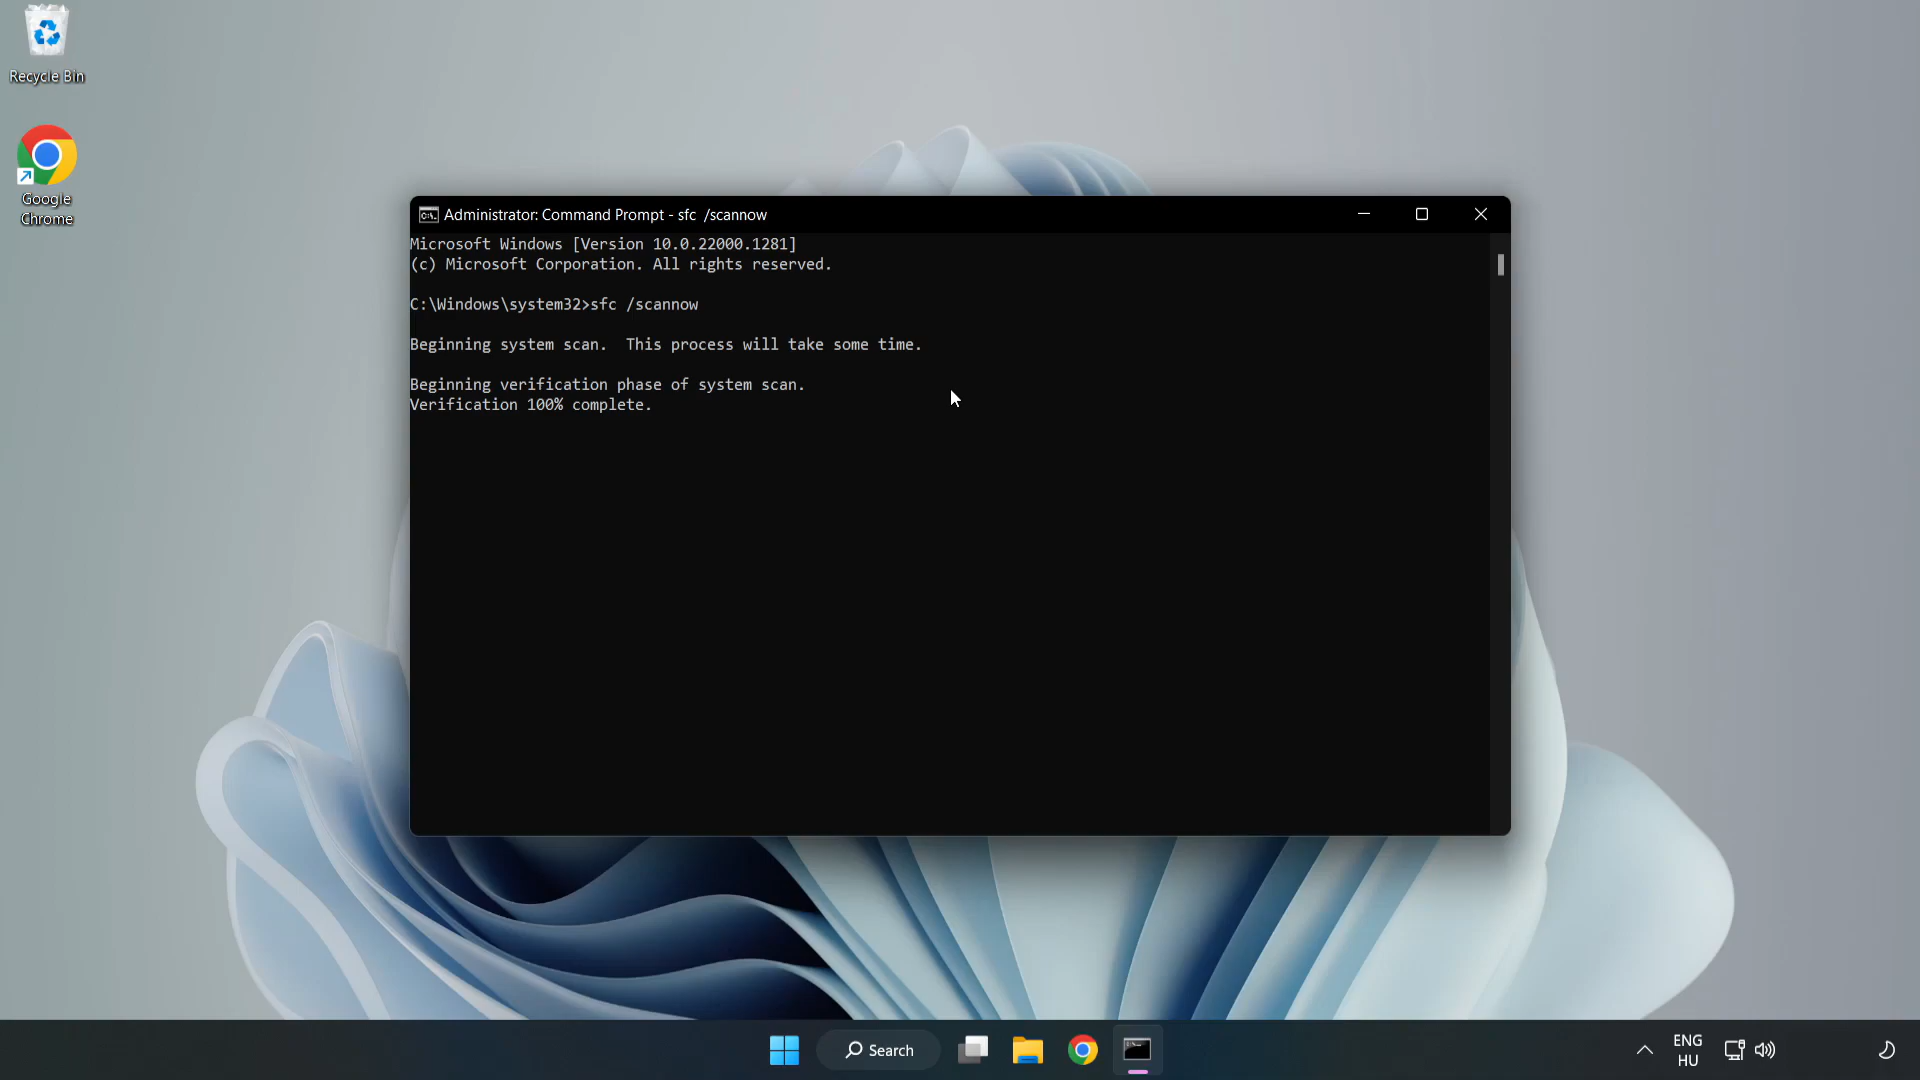 Recycle Bin
Google
Chrome
Administrator: Command Prompt - sfc  /scannow
Microsoft Windows [Version 10.0.22000.1281]
(c) Microsoft Corporation. All rights reserved.
C:\Windows\system32>sfc /scannow
Beginning system scan.  This process will take some time.
Beginning verification phase of system scan.
Verification 100% complete.
Search
ENG
HU